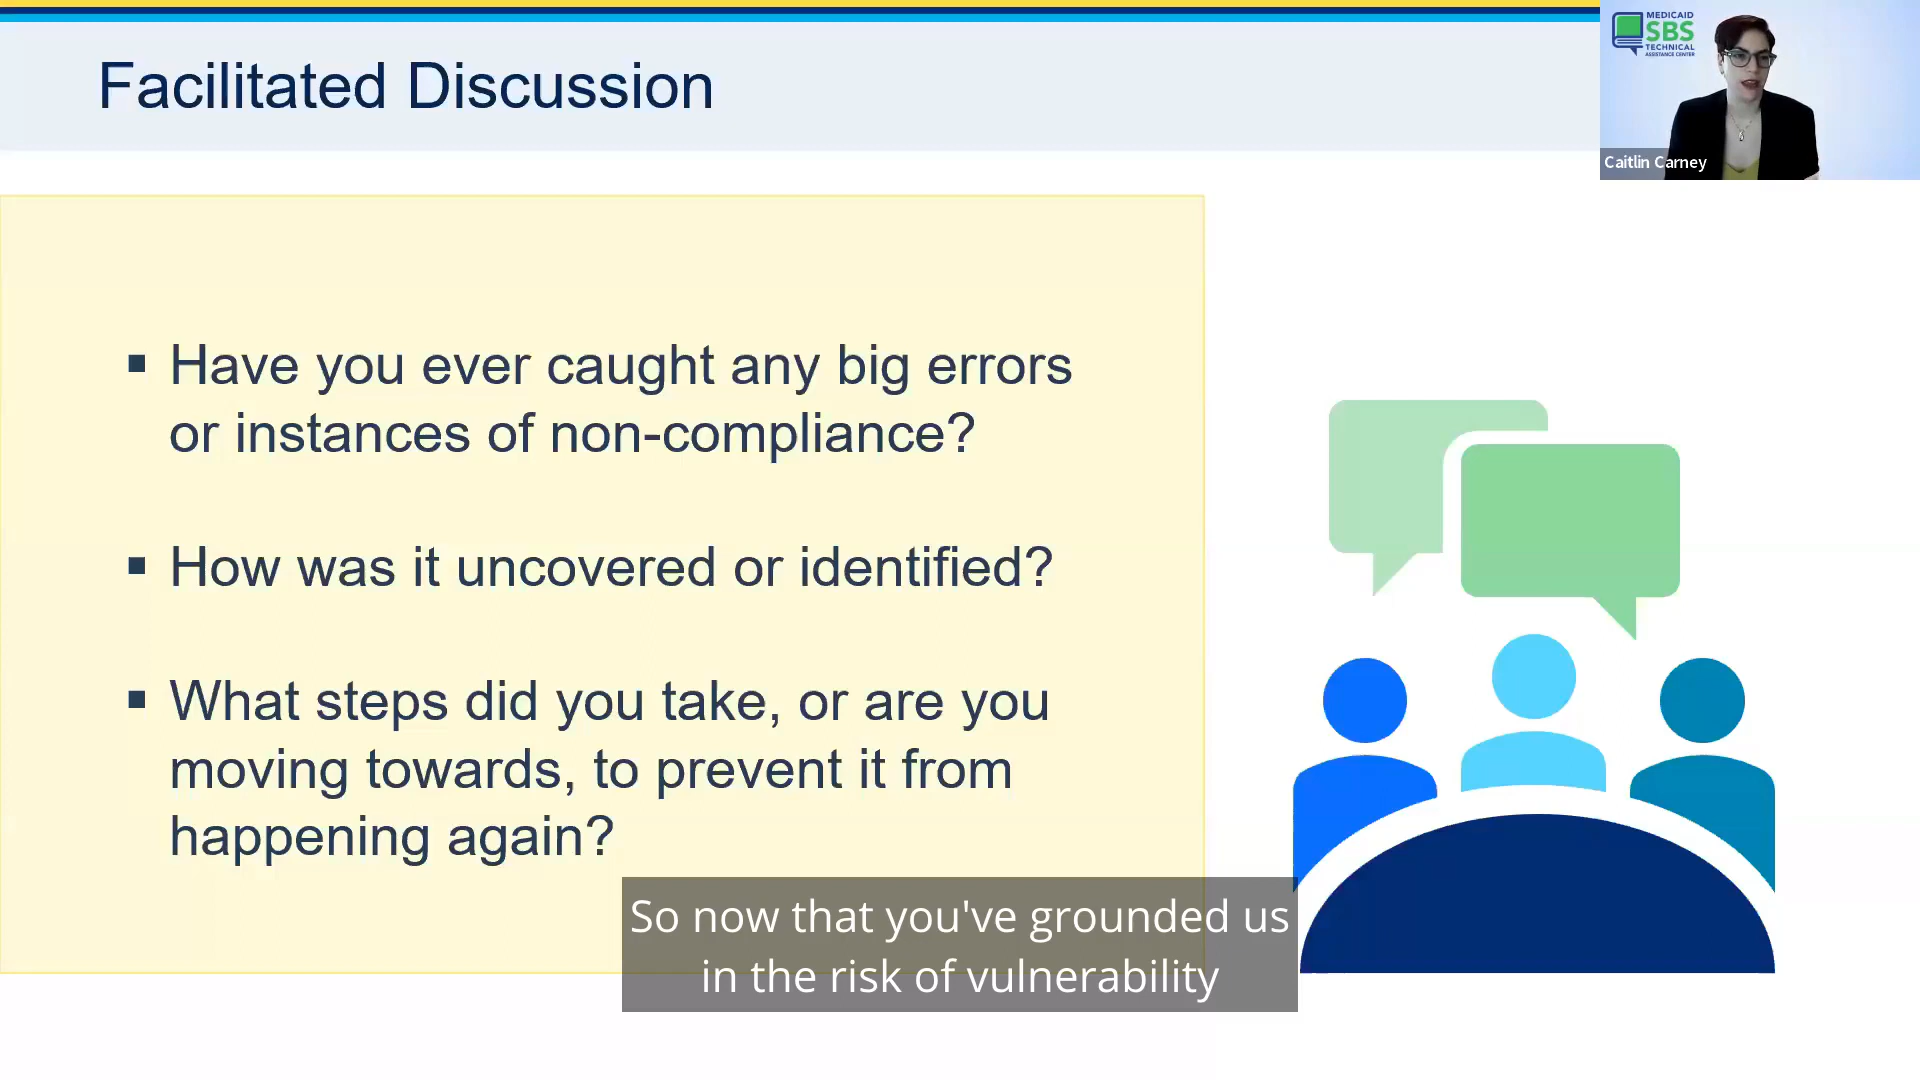 Facilitated Discussion
MEDICAID
SBS
TECHNICAL
ASSISTANCE CENTER
Caitlin Carney
▪ Have you ever caught any big errors
or instances of non-compliance?
▪ How was it uncovered or identified?
▪ What steps did you take, or are you
moving towards, to prevent it from
happening again?
So now that you've grounded us
in the risk of vulnerability